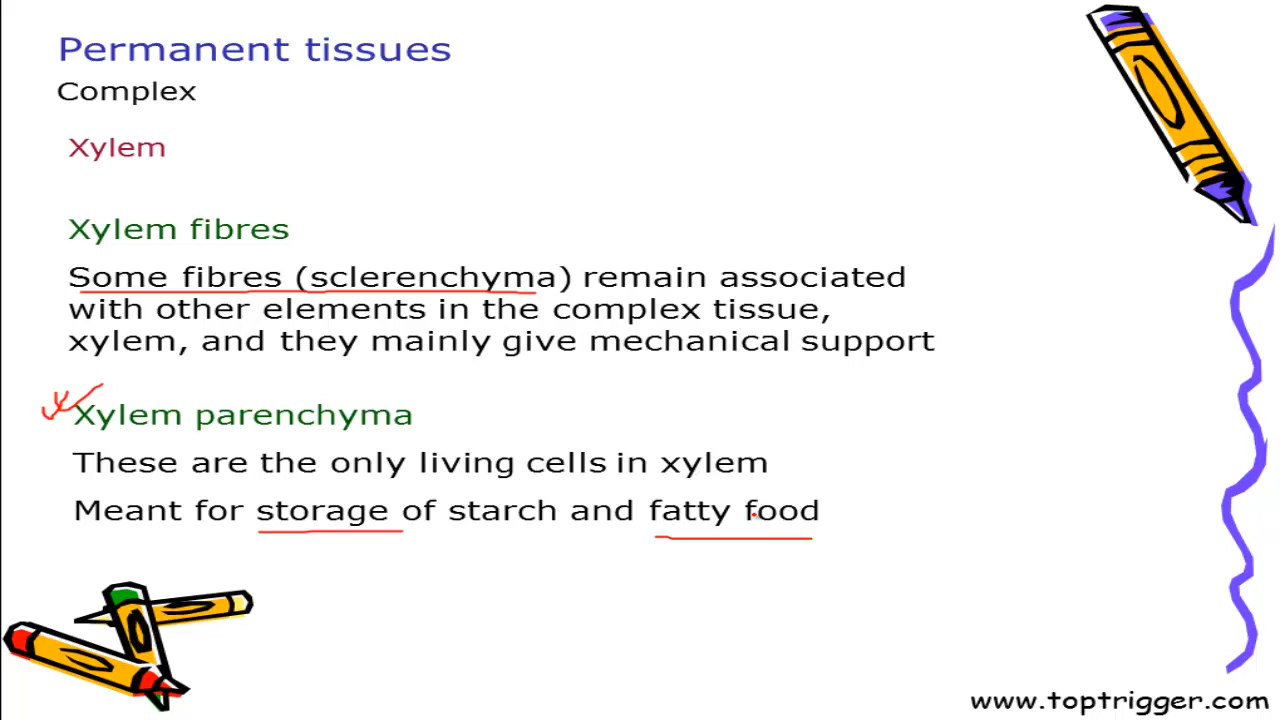 Permanent tissues
Complex
Xylem
Xylem fibres
Some fibres (sclerenchyma) remain associated
with other elements in the complex tissue,
xylem, and they mainly give mechanical support
Xylem parenchyma
These are the only living cells in xylem
Meant for storage of starch and fatty food
www.toptrigger.com